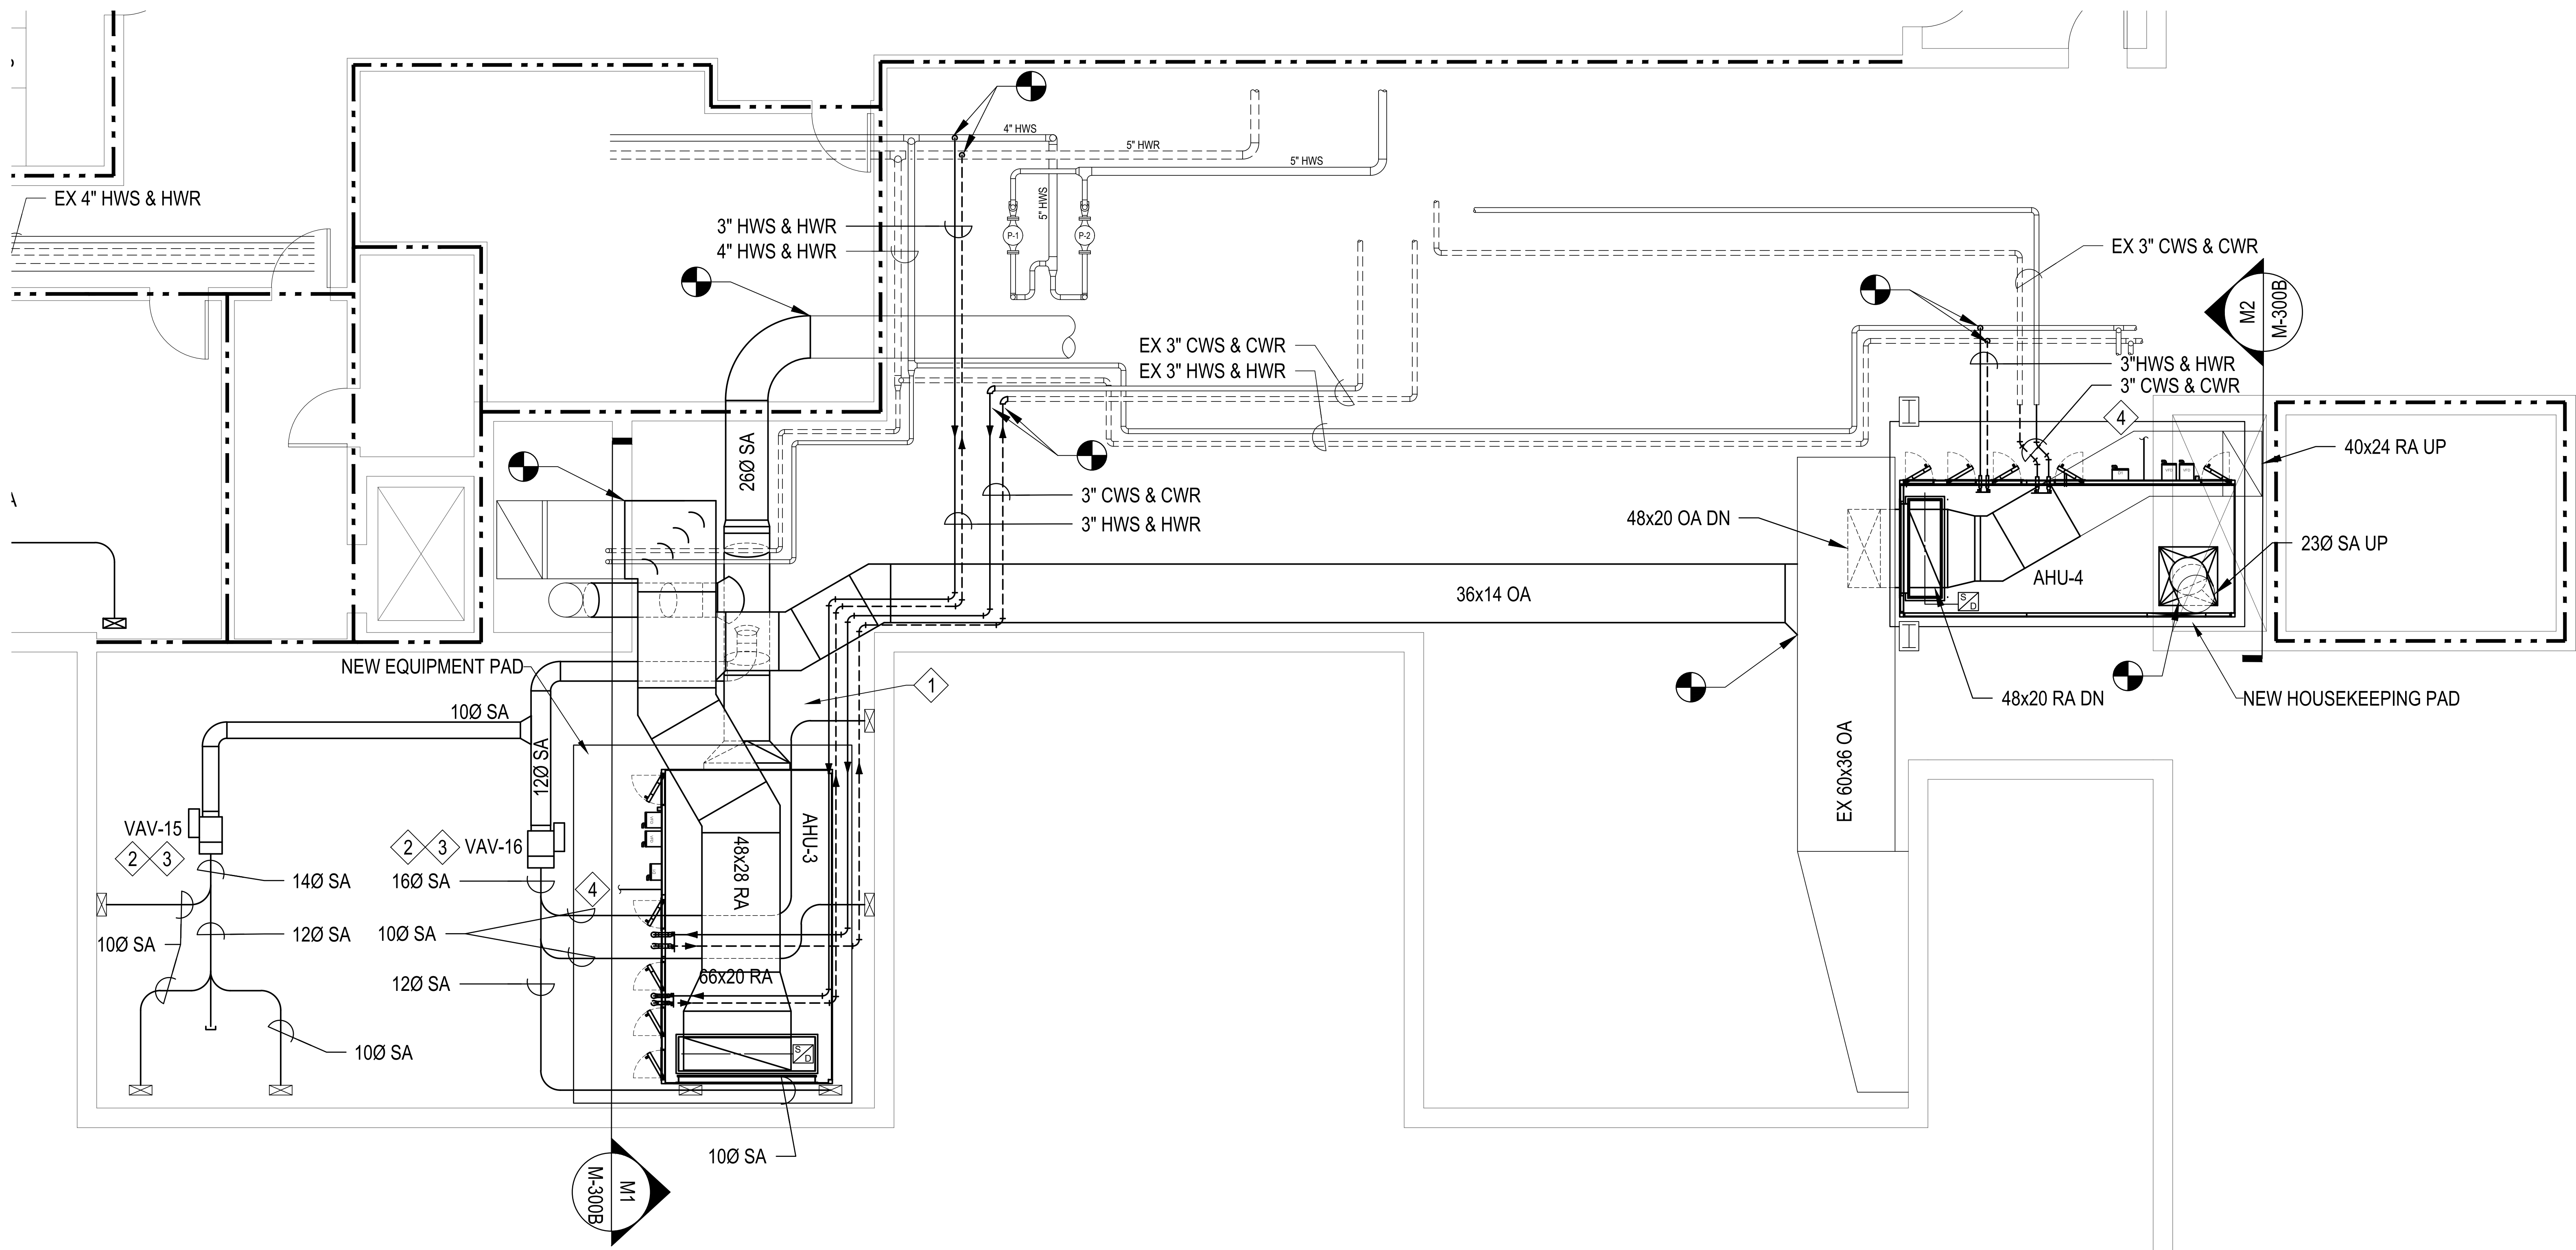 4" HWS
5" HWR
5" HWS
EX 4" HWS & HWR
3" HWS & HWR
4" HWS & HWR
5" HWS
P-1
P-2
EX 3" CWS & CWR
M2
M-300B
EX 3" CWS & CWR
EX 3" HWS & HWR
3"HWS & HWR
3" CWS & CWR
4
40x24 RA UP
26Ø SA
3" CWS & CWR
3" HWS & HWR
48x20 OA DN
23Ø SA UP
AHU-4
S
D
36x14 OA
NEW EQUIPMENT PAD
1
48x20 RA DN
NEW HOUSEKEEPING PAD
10Ø SA
12Ø SA
EX 60x36 OA
VAV-15
2
3
2
3
VAV-16
AHU-3
48x28 RA
14Ø SA
16Ø SA
4
10Ø SA
12Ø SA
10Ø SA
12Ø SA
66x20 RA
10Ø SA
S
D
10Ø SA
M1
M-300B